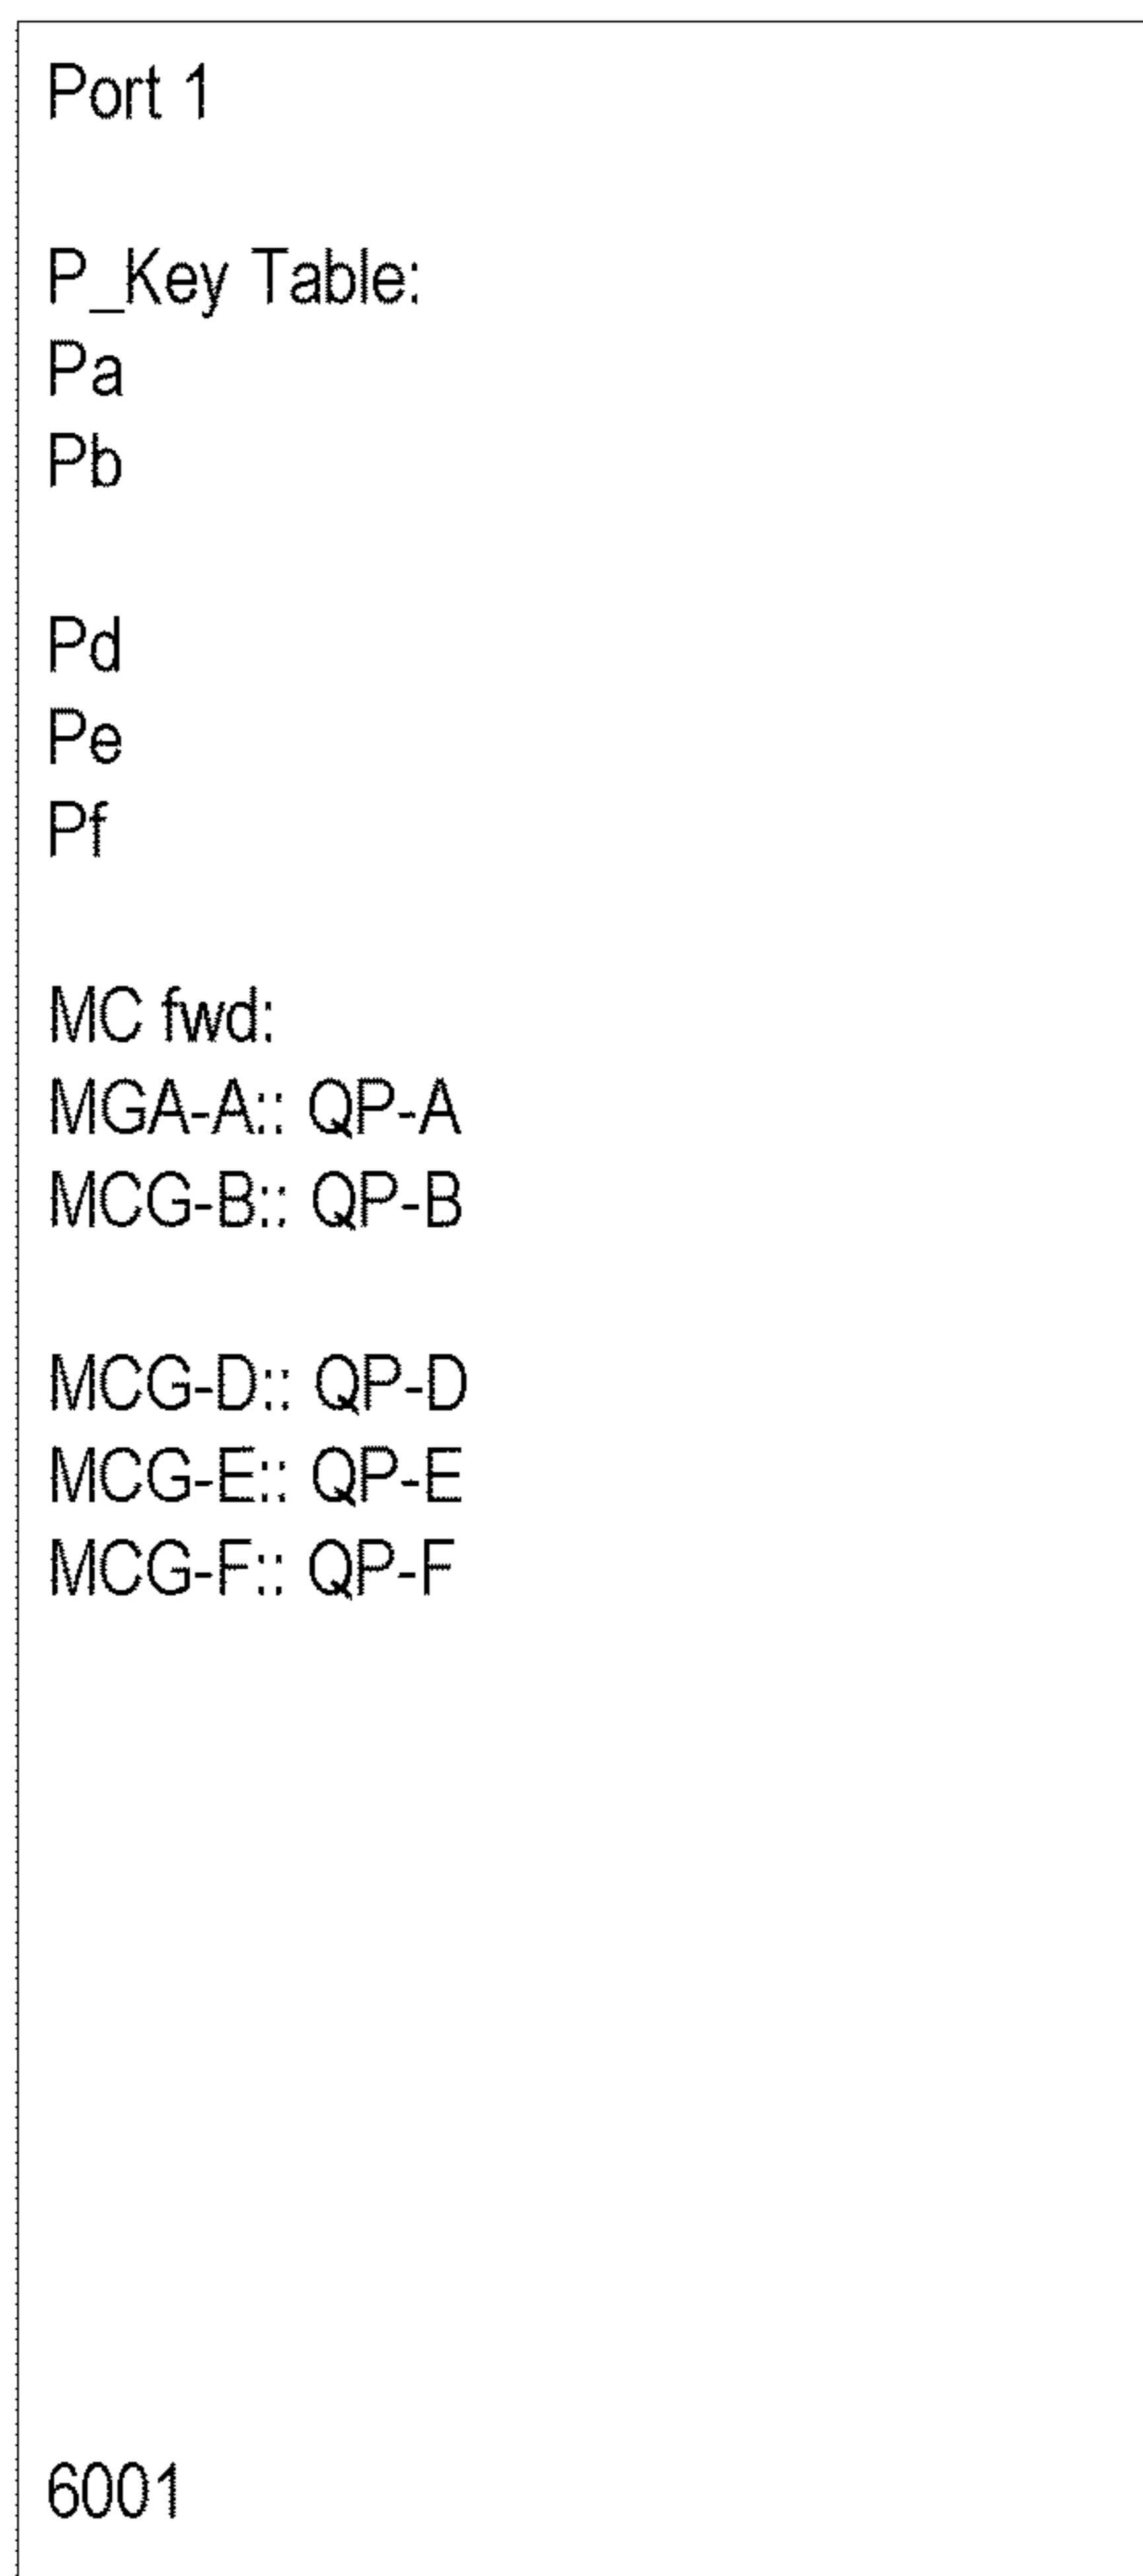 Port 1
P_Key Table:
Pa
Pb
Pd
Pe
Pf
MC fwd:
MGA-A:: QP-A
MCG-B:: QP-B
MCG-D:: QP-D
MCG-E:: QP-E
MCG-F:: QP-F
6001